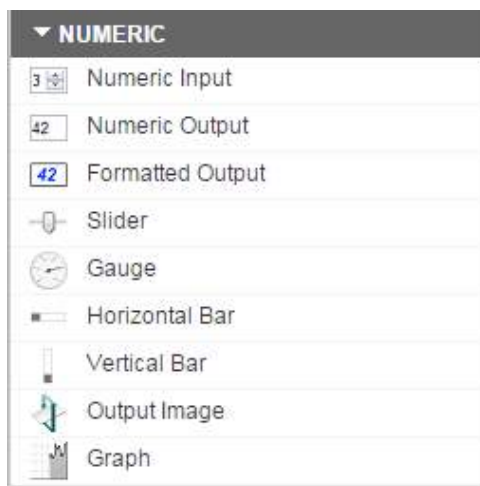 NUMERIC
3 Numeric Input
42 Numeric Output
42 Formatted Output
Slider
Gauge
Horizontal Bar
Vertical Bar
Output Image
Graph